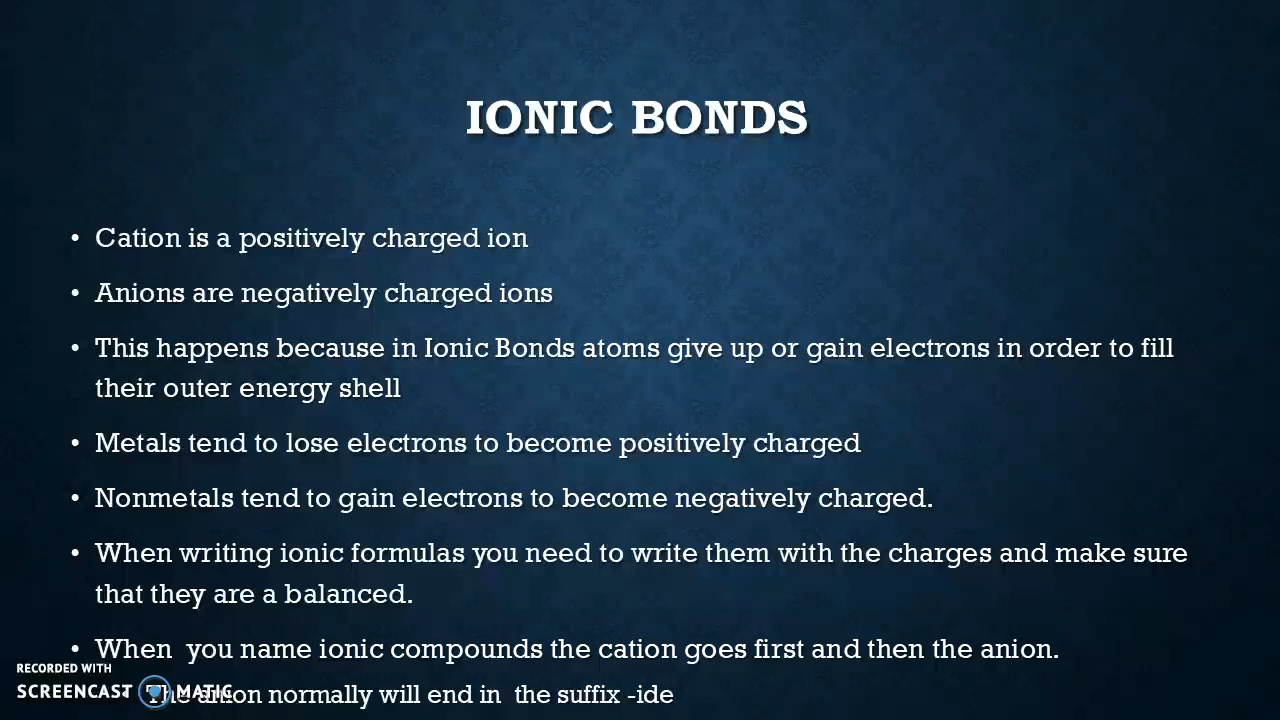 IONIC BONDS
• Cation is a positively charged ion
• Anions are negatively charged ions
• This happens because in Ionic Bonds atoms give up or gain electrons in order to fill
their outer energy shell
• Metals tend to lose electrons to become positively charged
• Nonmetals tend to gain electrons to become negatively charged.
• When writing ionic formulas you need to write them with the charges and make sure
that they are a balanced.
• When  you name ionic compounds the cation goes first and then the anion.
The anion normally will end in  the suffix -ide
RECORDED WITH
SCREENCAST MATIC